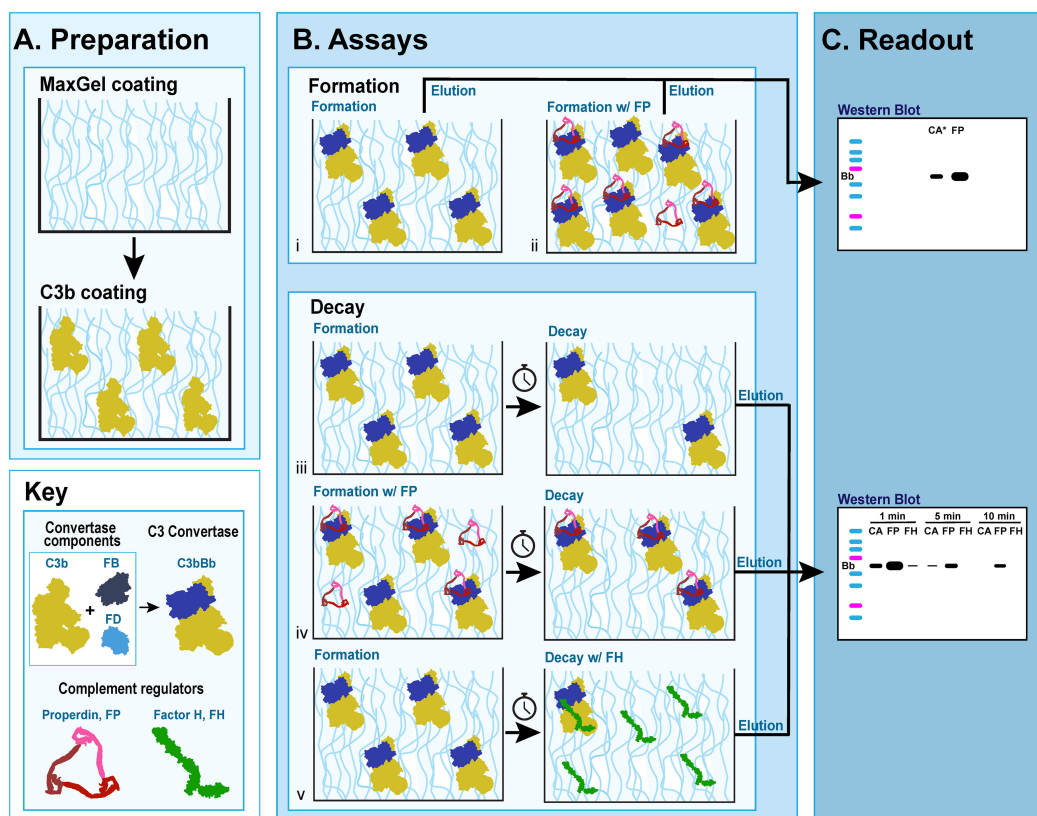 A. Preparation
MaxGel coating
C3b coating
Key
Convertase
components
C3 Convertase
C3b
FB
C3bBb
+
FD
Complement regulators
Properdin, FP
Factor H, FH
B. Assays
Formation
Elution
Elution
Formation
Formation w/ FP
i
ii
Decay
Formation
Decay
Elution
iii
Formation w/ FP
Decay
Elution
iv
Formation
Decay w/ FH
Elution
v
C. Readout
Western Blot
CA* FP
Bb
Western Blot
1 min 5 min 10 min
CA FP FH CA FP FH CA FP FH
Bb